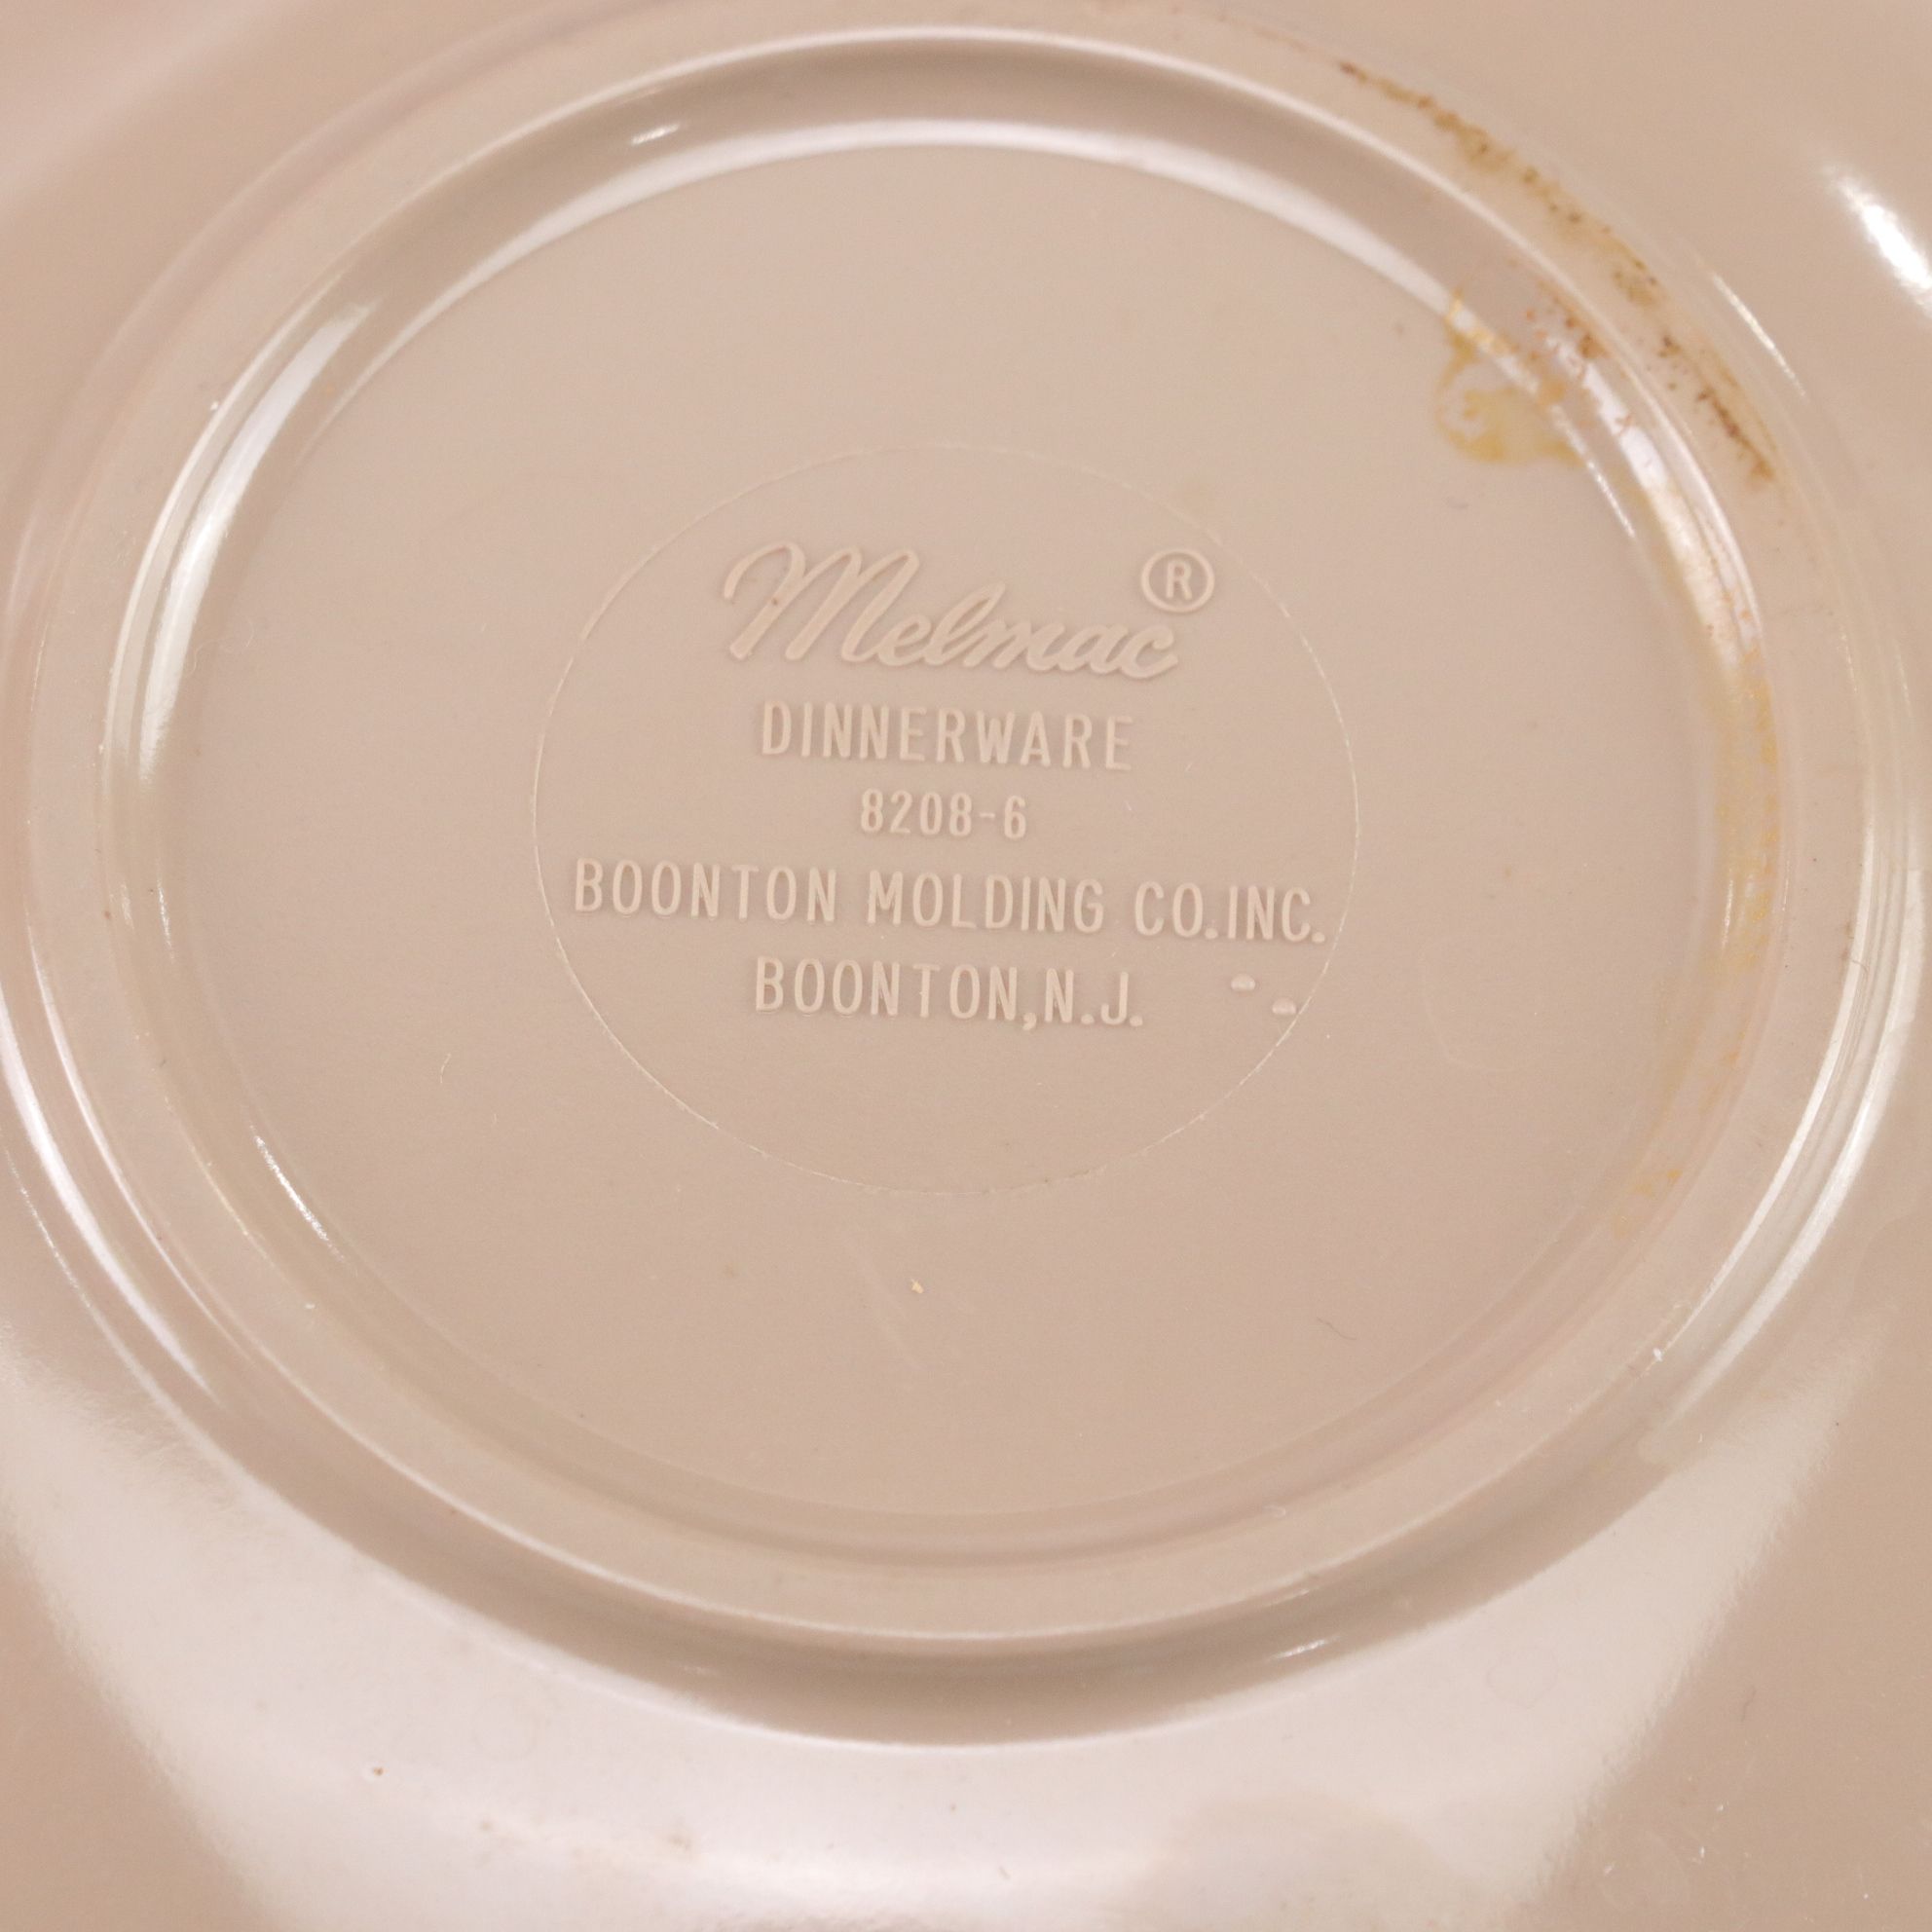 Melmac ®
DINNERWARE
8208-6
BOONTON MOLDING CO.INC.
BOONTON,N.J.